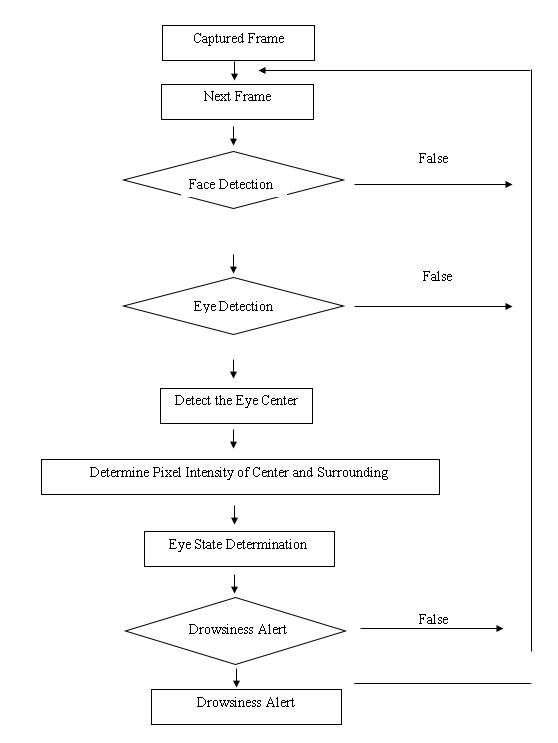 Captured Frame
Next Frame
False
Face Detection
False
Eye Detection
Detect the Eye Center
Determine Pixel Intensity of Center and Surrounding
Eye State Determination
False
Drowsiness Alert
Drowsiness Alert